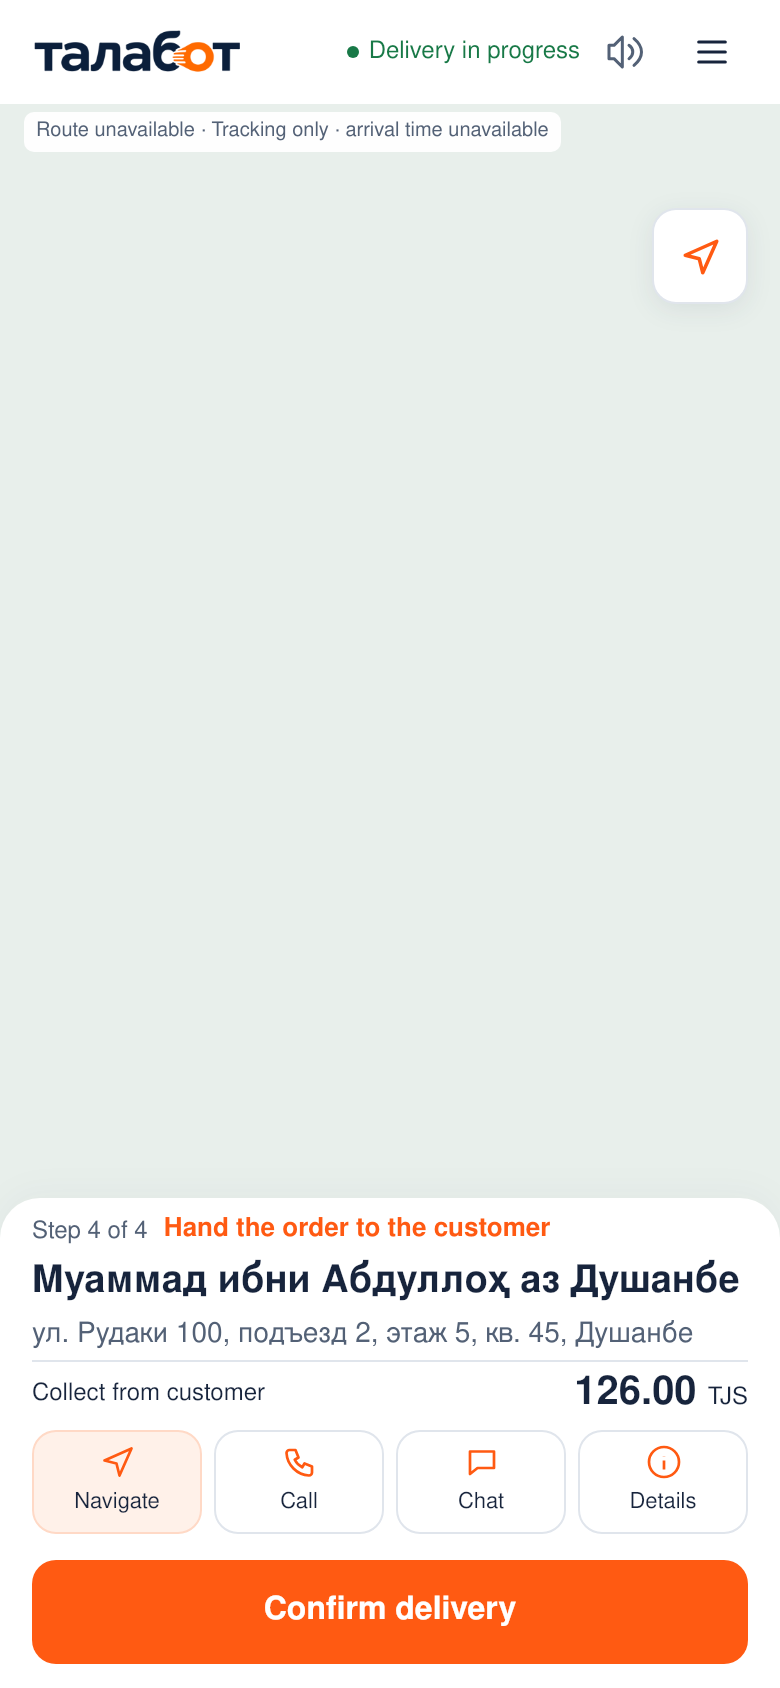 талабот
Delivery in progress
Route unavailable · Tracking only · arrival time unavailable
Step 4 of 4 Hand the order to the customer
Муаммад ибни Абдуллоҳ аз Душанбе
ул. Рудаки 100, подъезд 2, этаж 5, кв. 45, Душанбе
Collect from customer 126.00 TJS
Navigate Call Chat Details
Confirm delivery